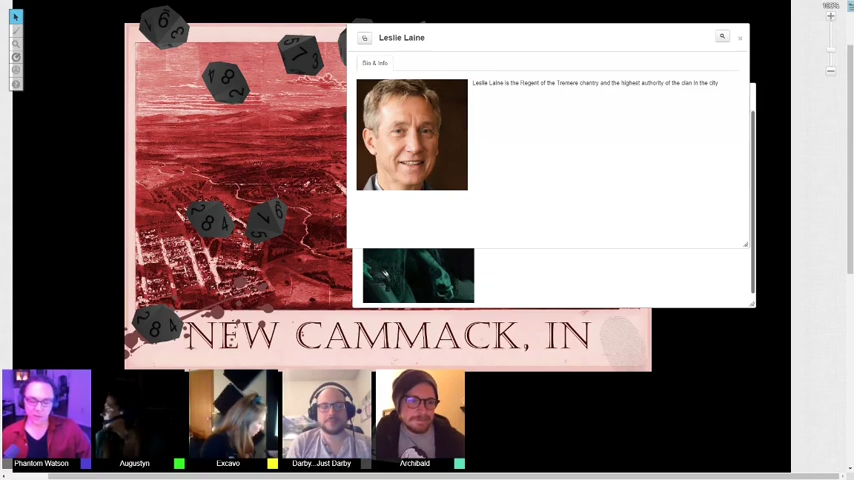 Leslie Laine
Bio & Info
Leslie Laine is the Regent of the Tremere chantry and the highest authority of the clan in the city
NEW CAMMACK, IN
Phantom Watson
Augustyn
Excavo
Darby...Just Darby
Archibald